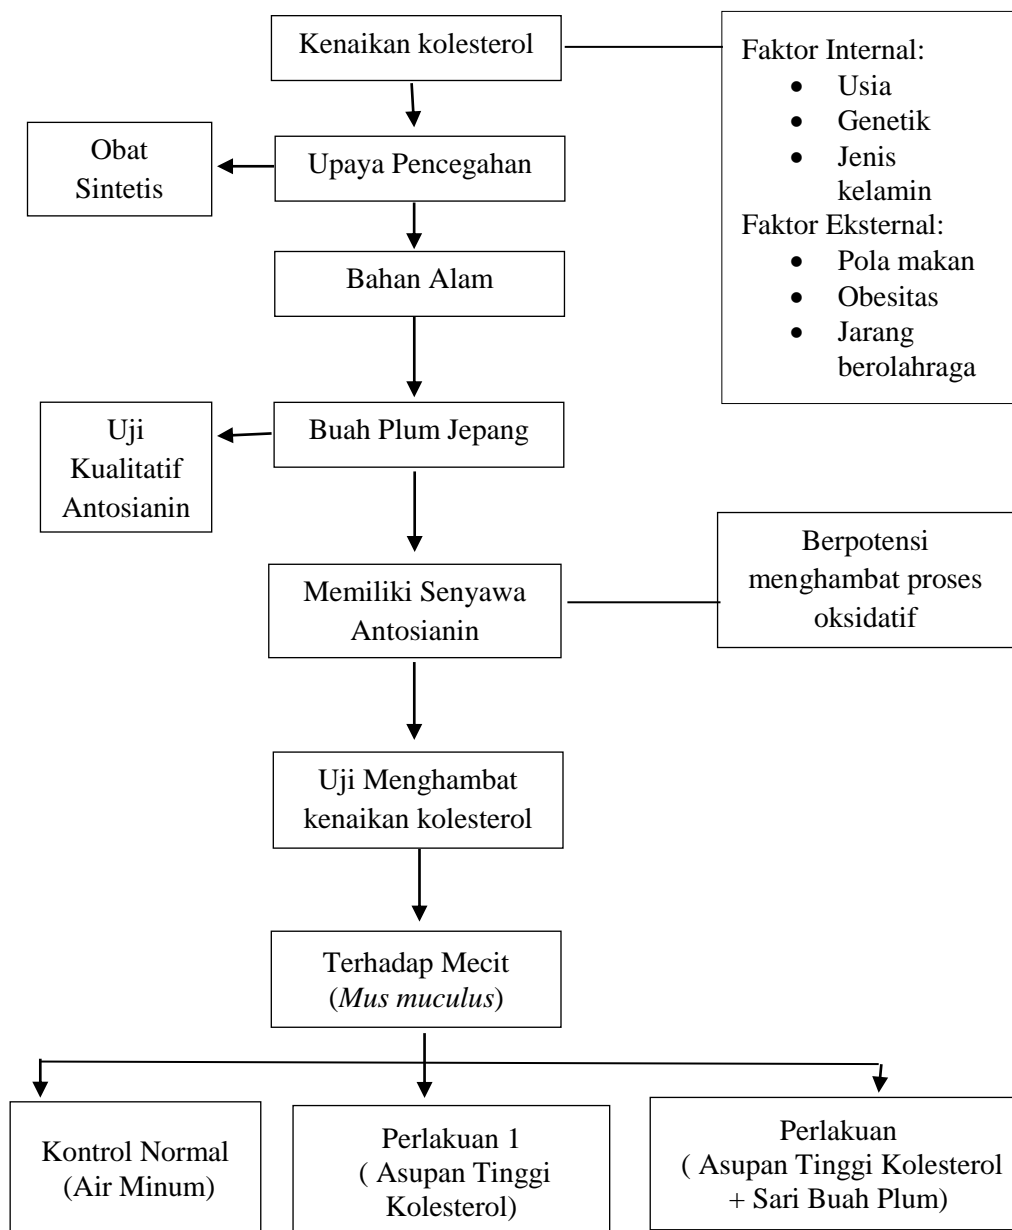 Kenaikan kolesterol
Faktor Internal:
• Usia
• Genetik
• Jenis
kelamin
Faktor Eksternal:
• Pola makan
• Obesitas
• Jarang
berolahraga
Obat
Sintetis
Upaya Pencegahan
Bahan Alam
Uji
Kualitatif
Antosianin
Buah Plum Jepang
Memiliki Senyawa
Antosianin
Berpotensi
menghambat proses
oksidatif
Uji Menghambat
kenaikan kolesterol
Terhadap Mecit
(Mus muculus)
Kontrol Normal
(Air Minum)
Perlakuan 1
( Asupan Tinggi
Kolesterol)
Perlakuan
( Asupan Tinggi Kolesterol
+ Sari Buah Plum)